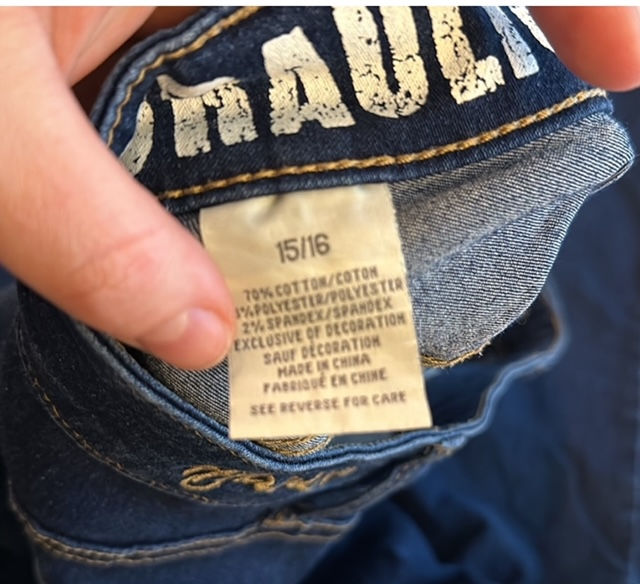 15/16
70% COTTON/COTON
% POLYESTER/POLYESTER
2% SPANDEX/SPANDEX
EXCLUSIVE OF DECORATION
SAUF DÉCORATION
MADE IN CHINA
FABRIQUÉ EN CHINE
SEE REVERSE FOR CARE